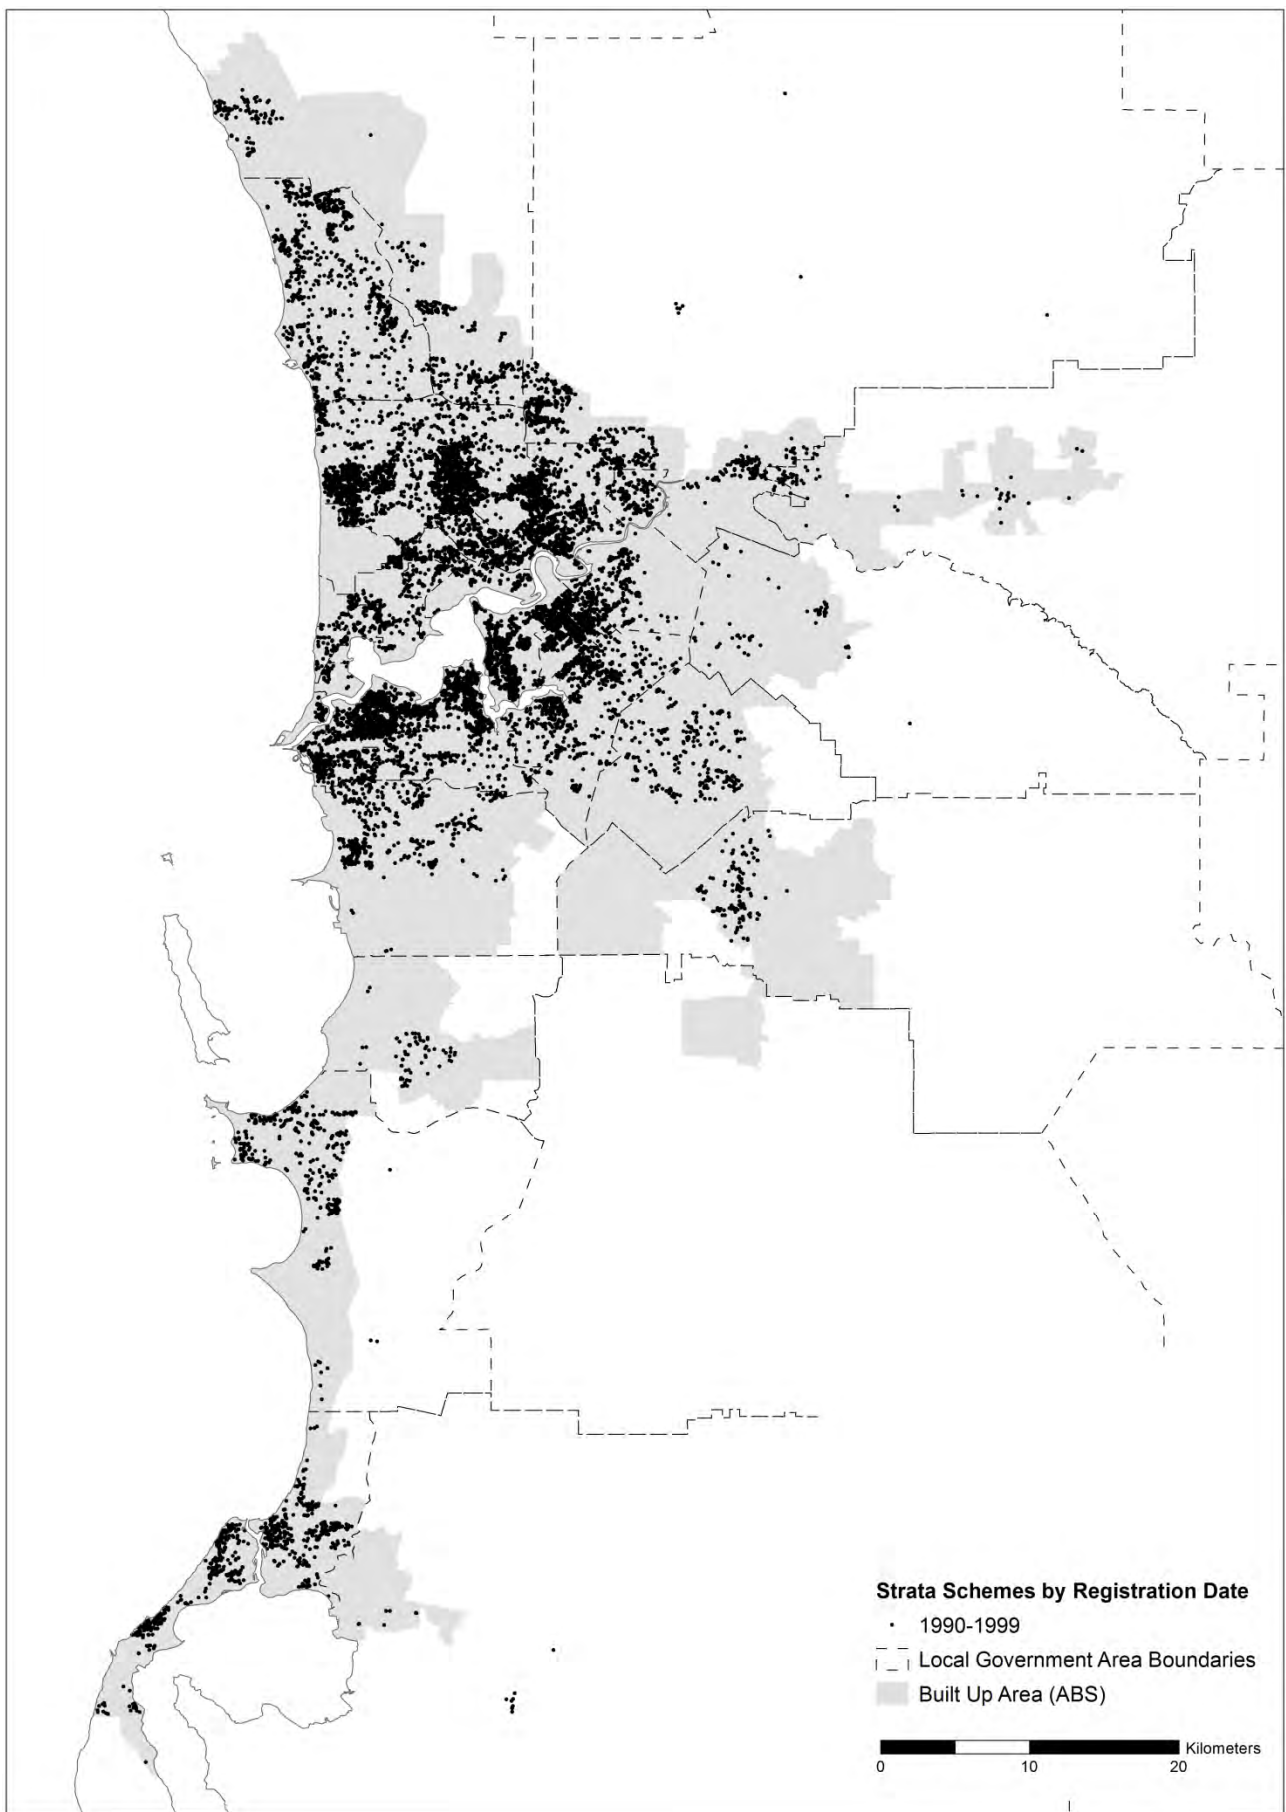 Strata Schemes by Registration Date
1990-1999
Local Government Area Boundaries
Built Up Area (ABS)
Kilometers
0 10 20